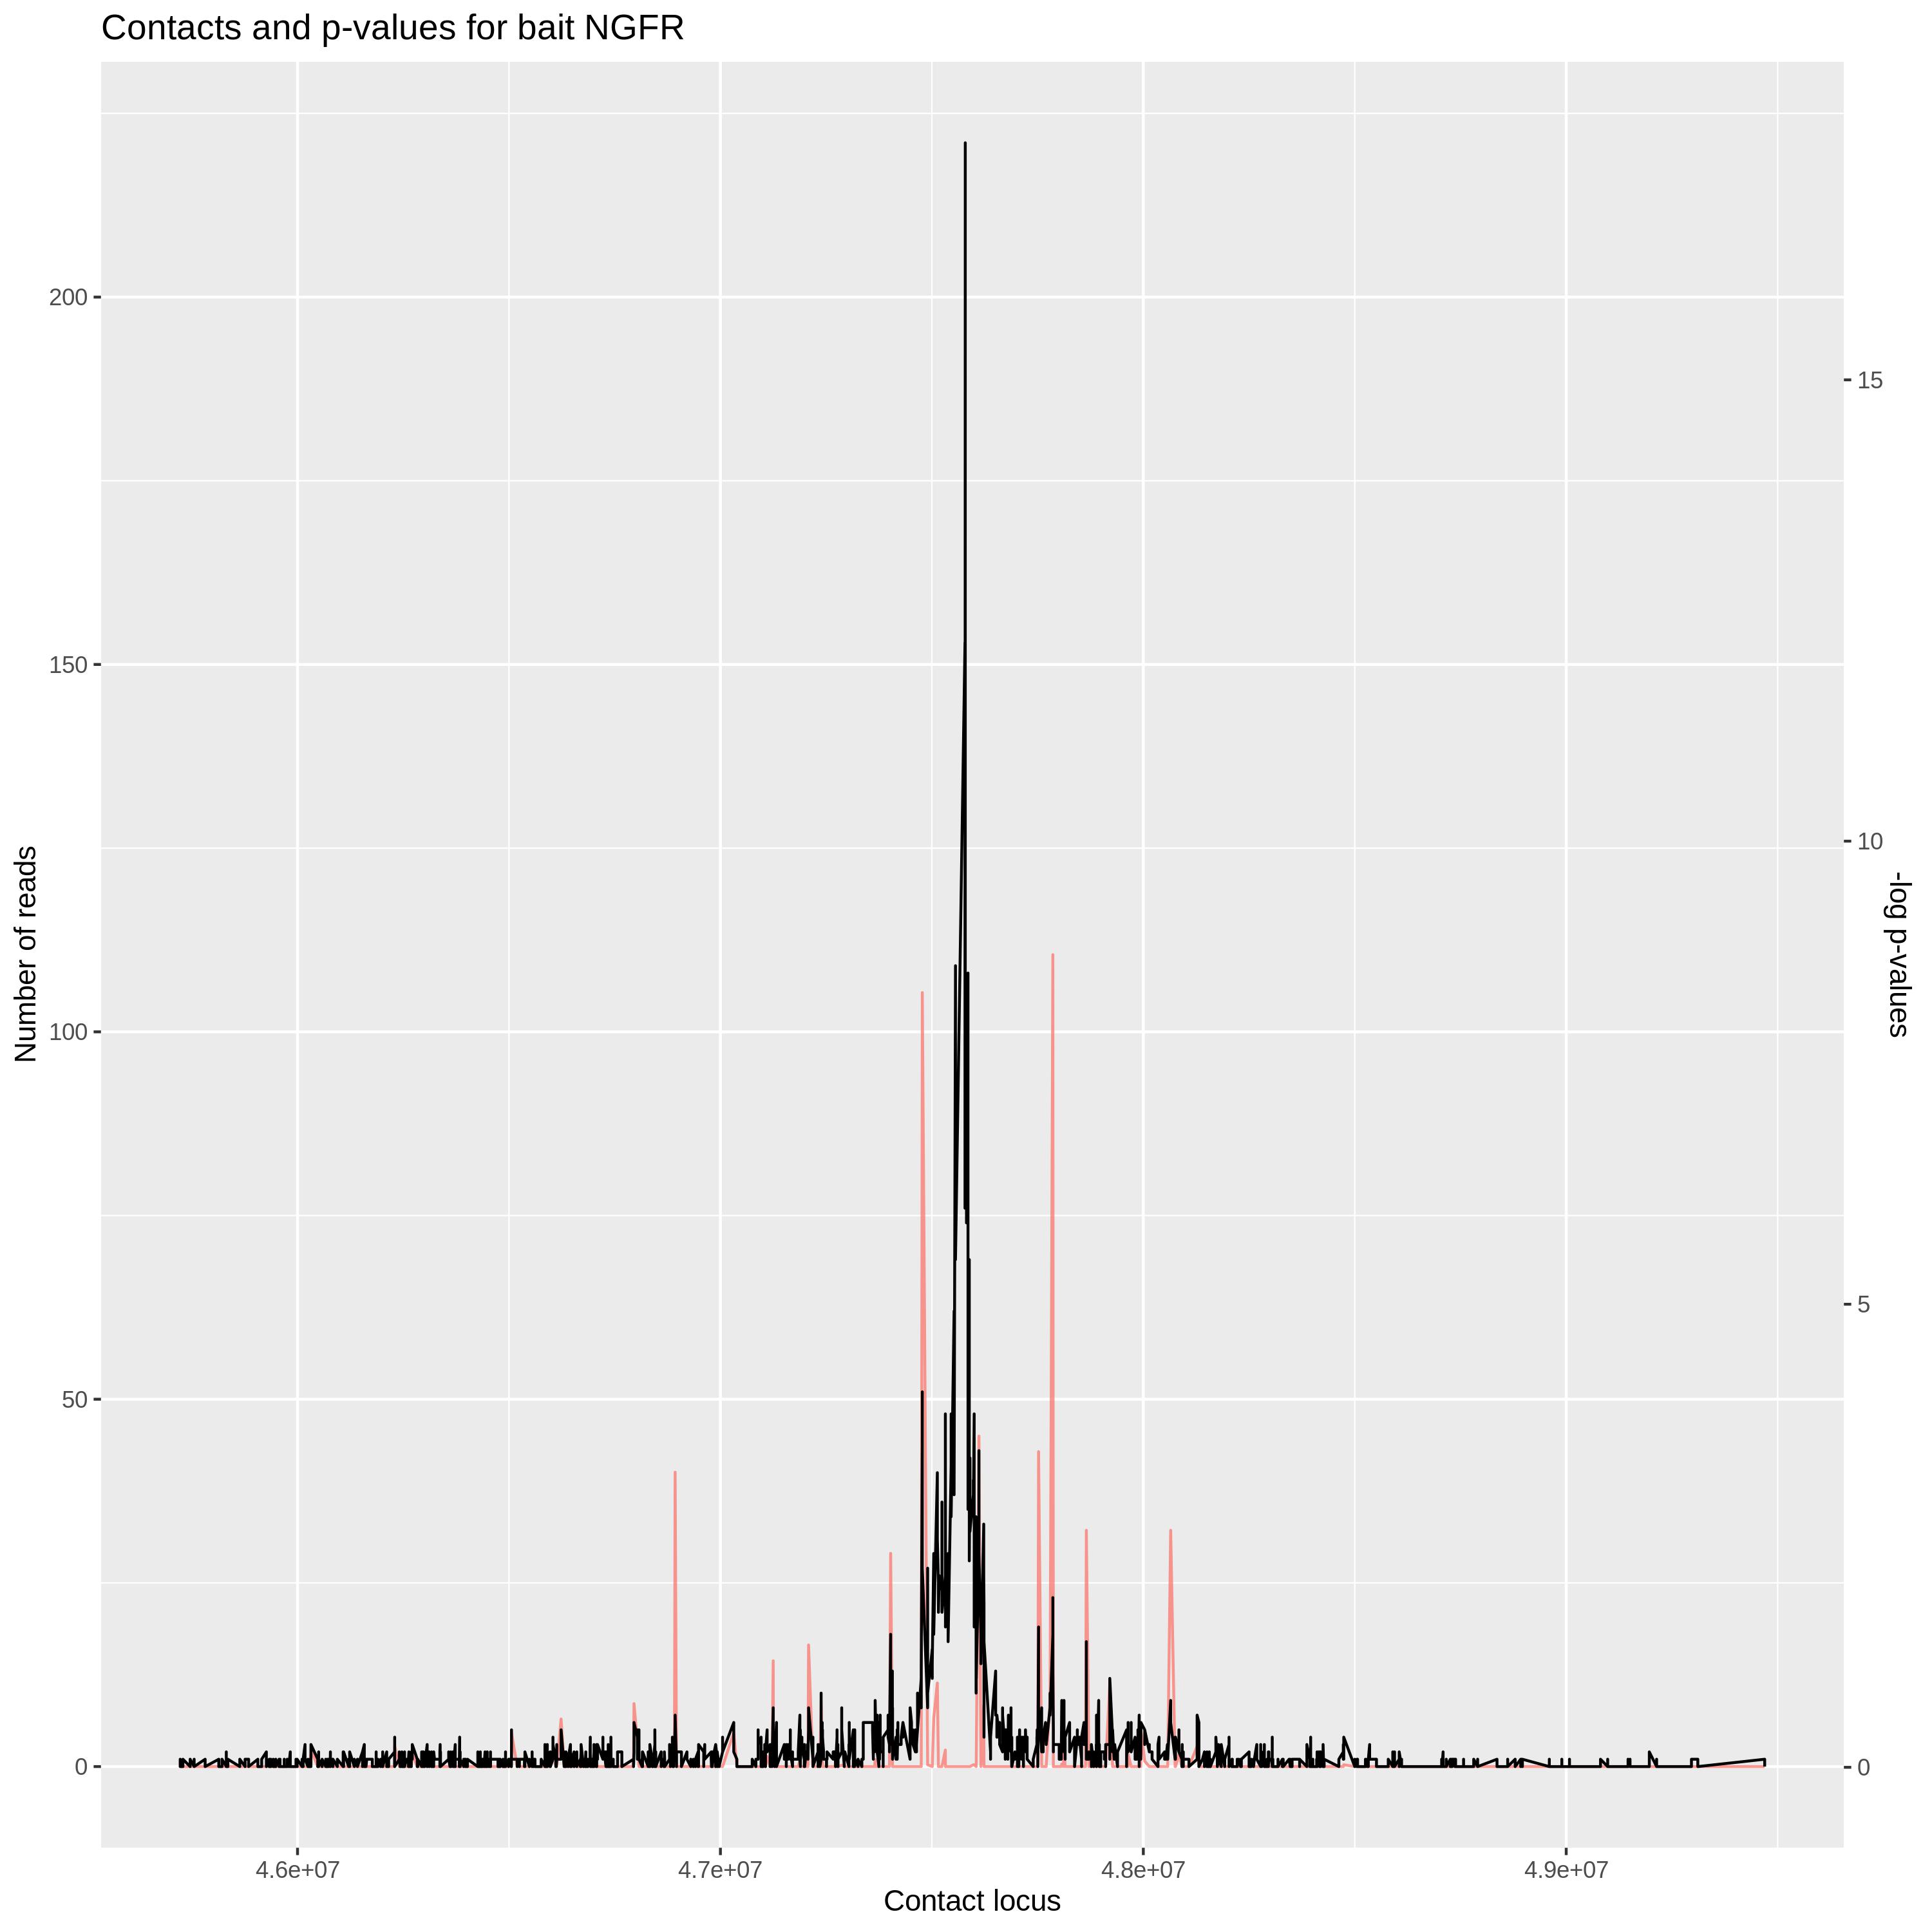 Contacts and p-values for bait NGFR
Number of reads
200
150
100
50
0
15
10
5
0
-log p-values
4.6e+07 4.7e+07 4.8e+07 4.9e+07
Contact locus